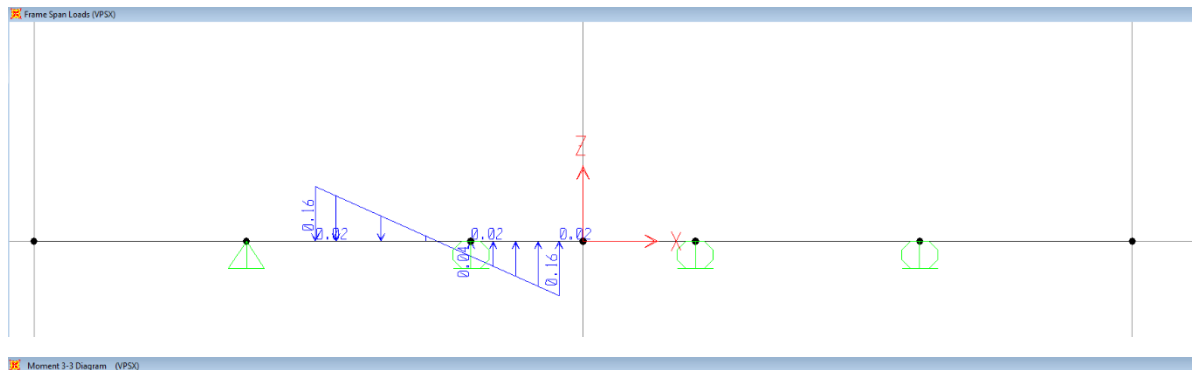 Frame Span Loads (VPSX)
Z
0.16
0.02
0.04
0.02
0.16
0.02
X
Moment 3-3 Diagram (VPSX)